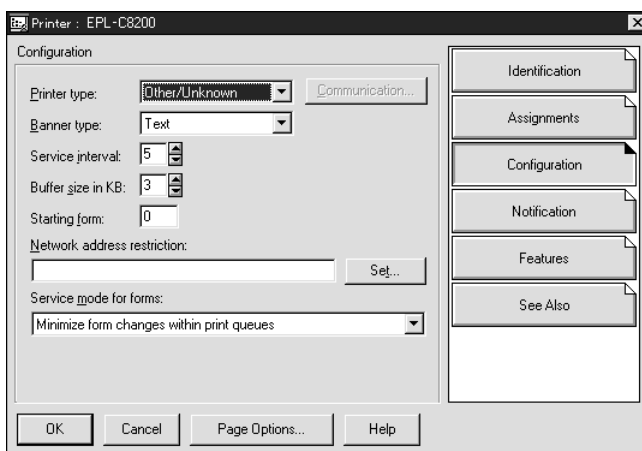 Printer : EPL-C8200
Configuration
Printer type: Other/Unknown Communication...
Banner type: Text
Service interval: 5
Buffer size in KB: 3
Starting form: 0
Network address restriction:
Set...
Service mode for forms:
Minimize form changes within print queues
OK Cancel Page Options... Help
Identification
Assignments
Configuration
Notification
Features
See Also